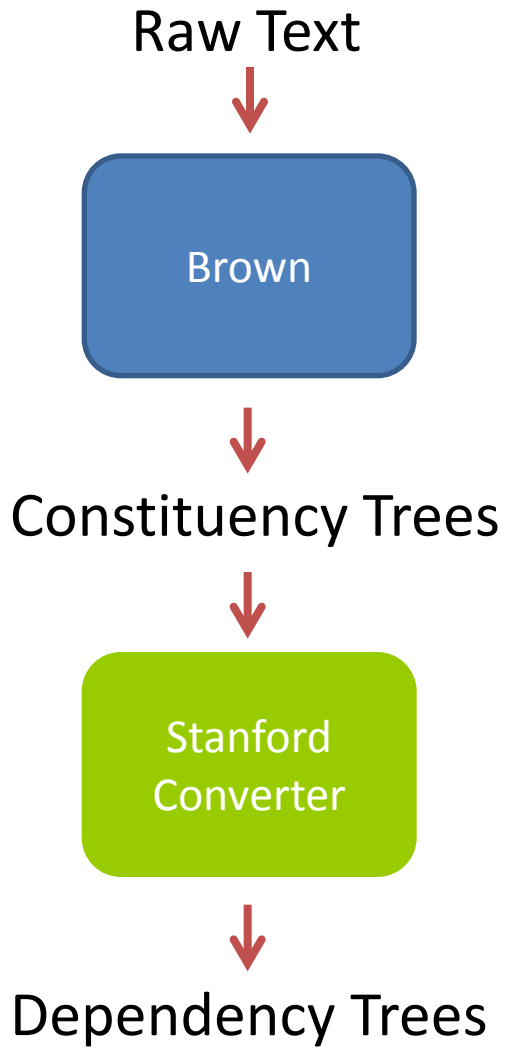 Raw Text
Brown
Constituency Trees
Stanford
Converter
Dependency Trees